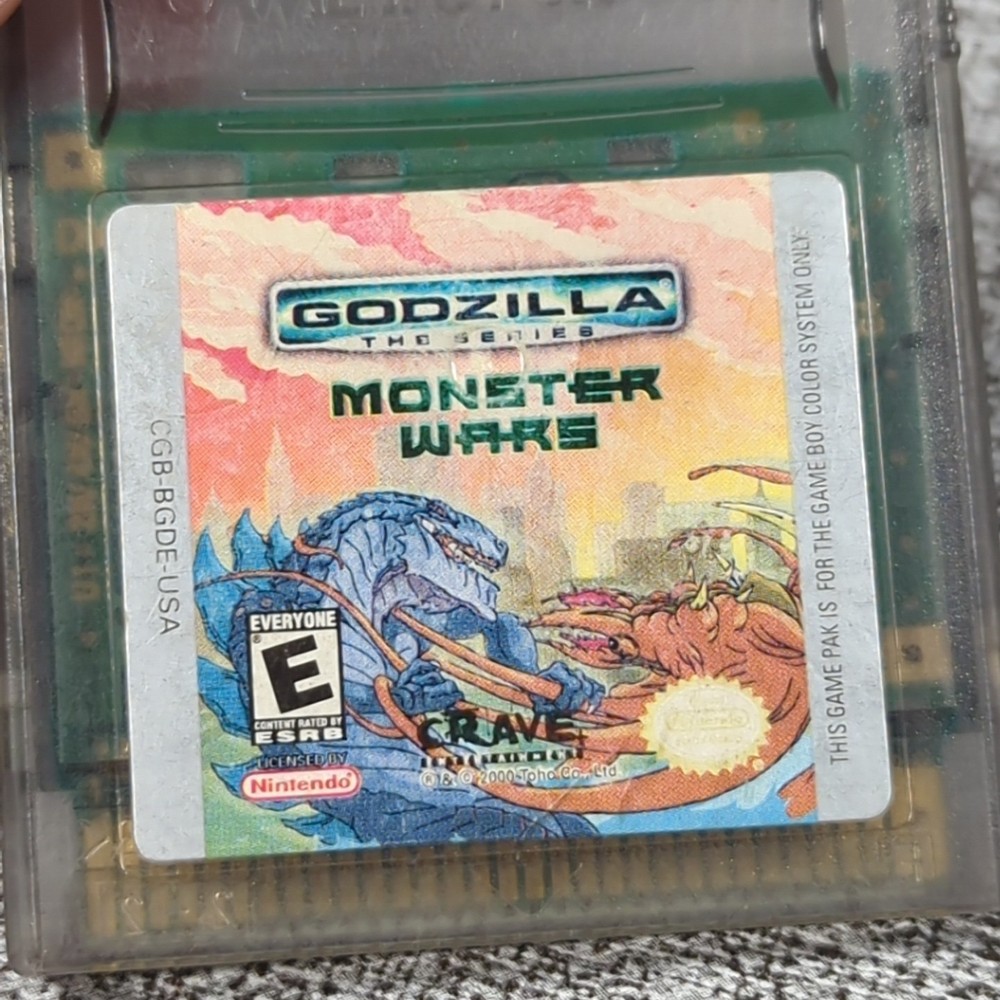 GODZILLA
THE SERIES
MONSTER
WARS
CGB-BGDE-USA
THIS GAME PAK IS FOR THE GAME BOY COLOR SYSTEM ONLY.
EVERYONE
E
CONTENT RATED BY
ESRB
LICENSED BY
Nintendo
CRAVE
® & © 2000 Toho Co., Ltd.